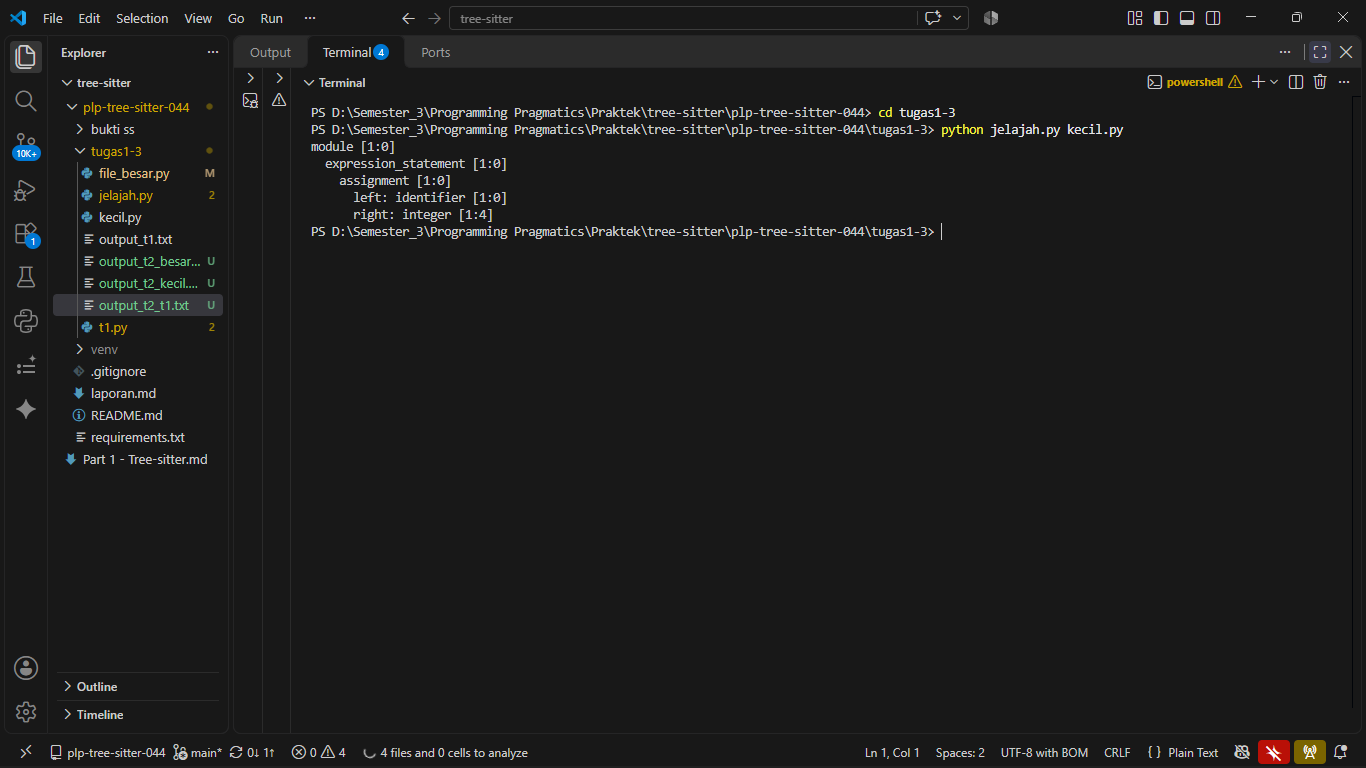 File Edit Selection View Go Run ···
tree-sitter
Explorer ···
tree-sitter
plp-tree-sitter-044
bukti ss
tugas1-3
file_besar.py M
jelajah.py 2
kecil.py
output_t1.txt
output_t2_besar... U
output_t2_kecil.... U
output_t2_t1.txt U
t1.py 2
venv
.gitignore
laporan.md
README.md
requirements.txt
Part 1 - Tree-sitter.md
Outline
Timeline
10K+
1
Output Terminal 4 Ports
Terminal
powershell
PS D:\Semester_3\Programming Pragmatics\Praktek\tree-sitter\plp-tree-sitter-044> cd tugas1-3
PS D:\Semester_3\Programming Pragmatics\Praktek\tree-sitter\plp-tree-sitter-044\tugas1-3> python jelajah.py kecil.py
module [1:0]
  expression_statement [1:0]
    assignment [1:0]
      left: identifier [1:0]
      right: integer [1:4]
PS D:\Semester_3\Programming Pragmatics\Praktek\tree-sitter\plp-tree-sitter-044\tugas1-3>
plp-tree-sitter-044 main* 0↓ 1↑ 0 4 4 files and 0 cells to analyze Ln 1, Col 1 Spaces: 2 UTF-8 with BOM CRLF {} Plain Text